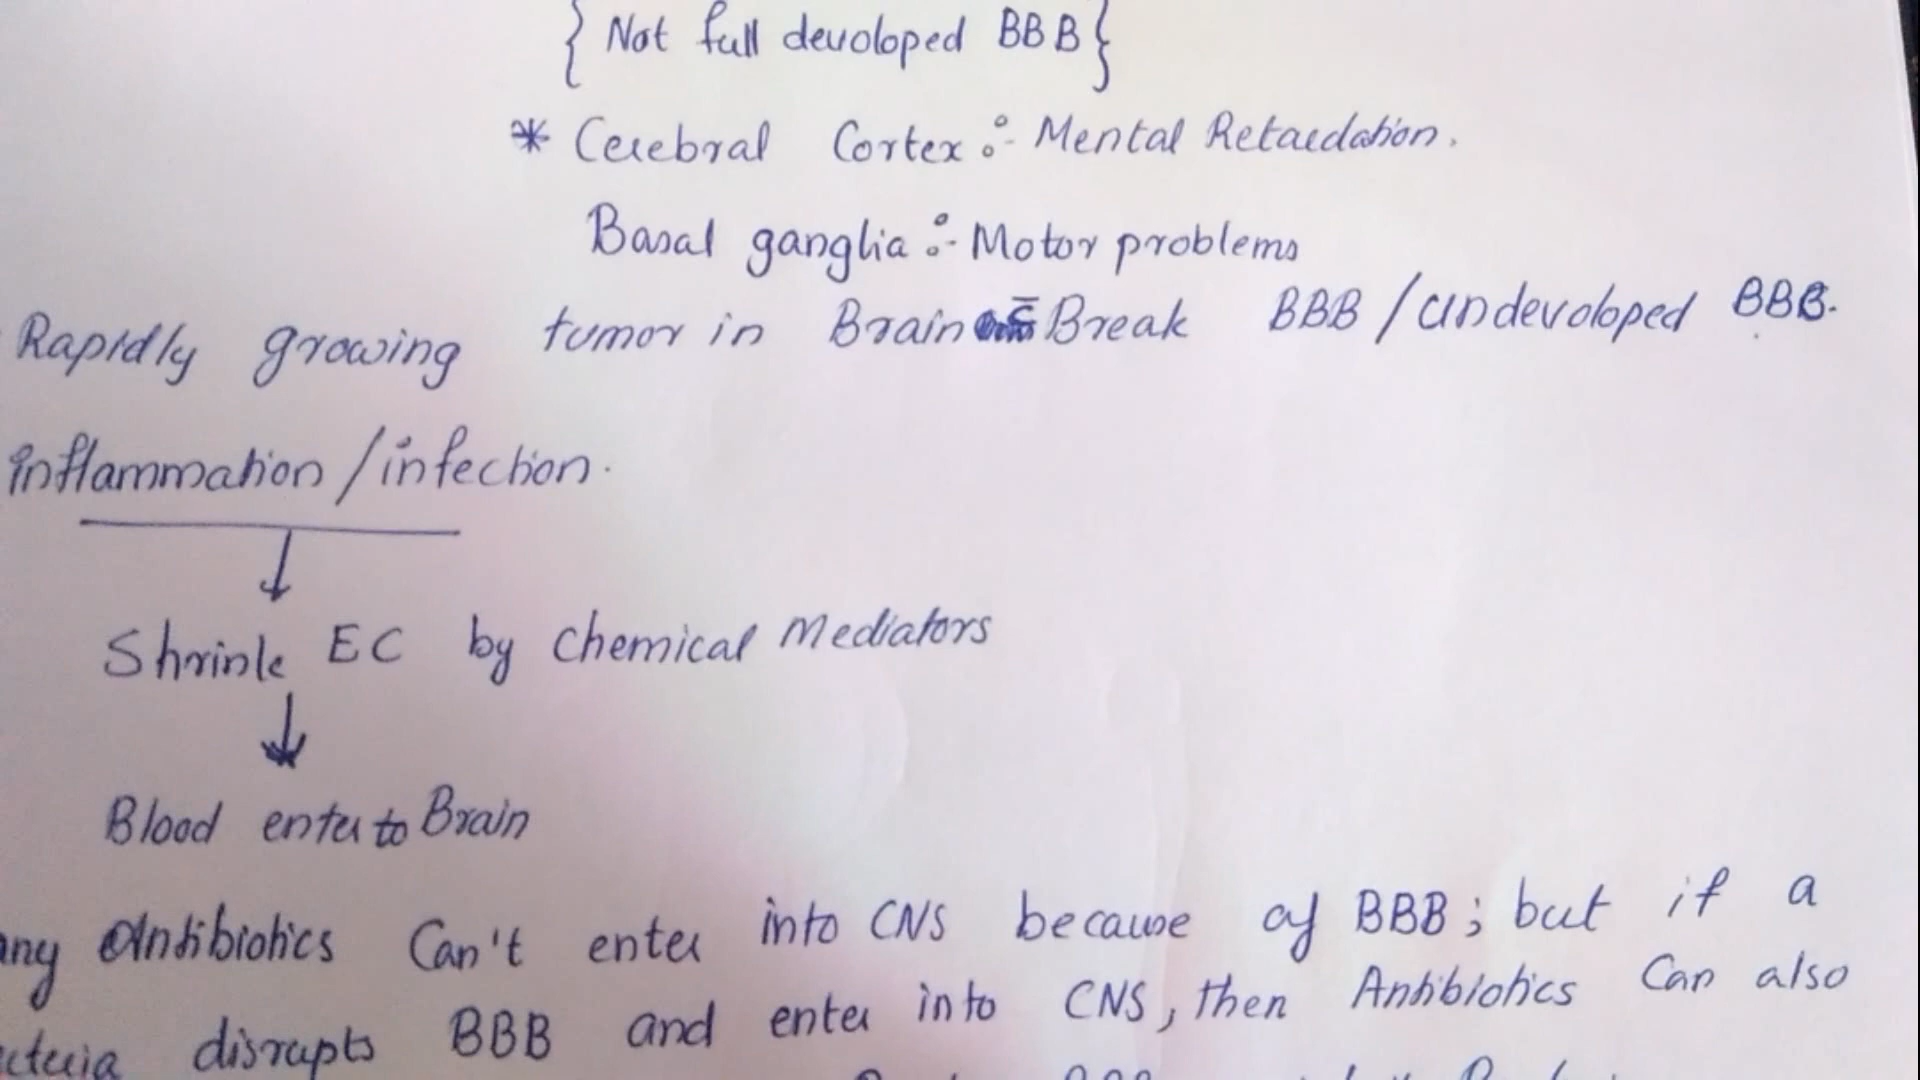 { Not full devoloped BBB}
* Cerebral Cortex :- Mental Retardation.
Basal ganglia :- Motor problems
Rapidly growing tumor in Brain c̄ Break BBB / undevoloped BBB.
inflammation / infection.
↓
Shrink EC by Chemical Mediators
↓
Blood enter to Brain
any Antibiotics Can't enter into CNS because of BBB ; but if a
cteria disrupts BBB and enter into CNS, then Antibiotics Can also